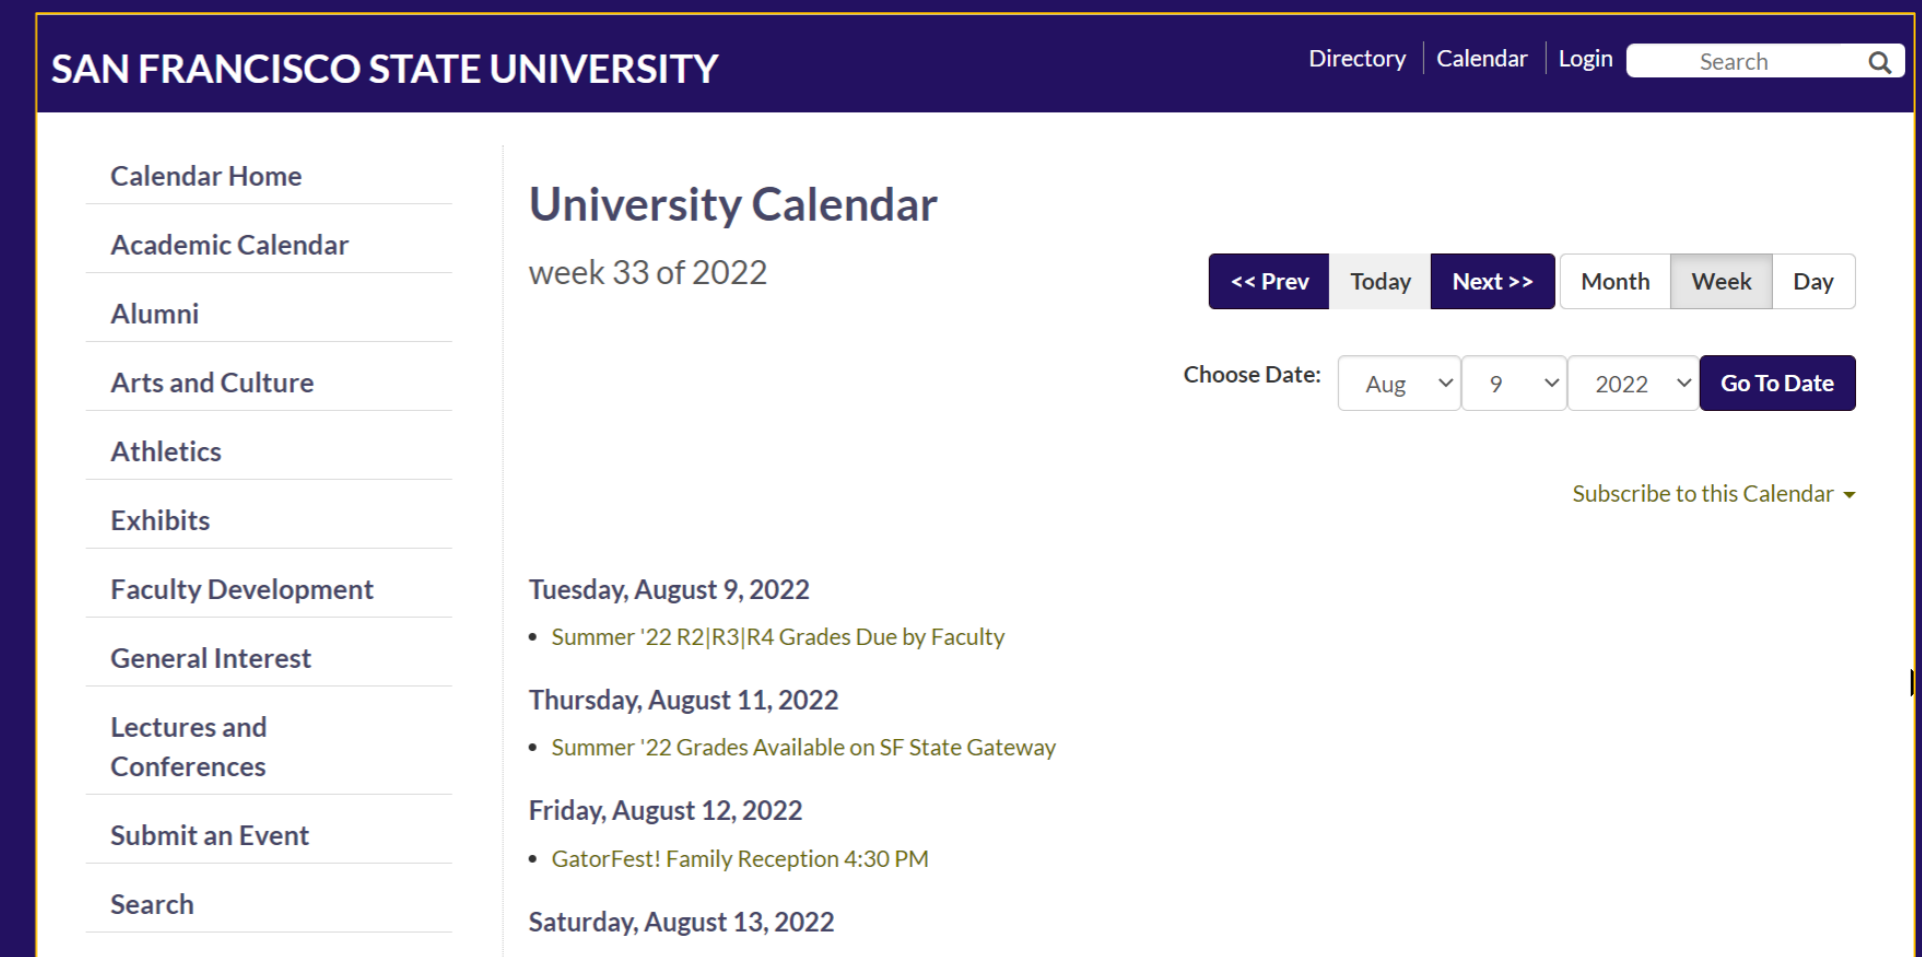 SAN FRANCISCO STATE UNIVERSITY
Directory
Calendar
Login
Search
Calendar Home
Academic Calendar
Alumni
Arts and Culture
Athletics
Exhibits
Faculty Development
General Interest
Lectures and
Conferences
Submit an Event
Search
University Calendar
week 33 of 2022
<< Prev
Today
Next >>
Month
Week
Day
Choose Date:
Aug
9
2022
Go To Date
Subscribe to this Calendar
Tuesday, August 9, 2022
• Summer '22 R2|R3|R4 Grades Due by Faculty
Thursday, August 11, 2022
• Summer '22 Grades Available on SF State Gateway
Friday, August 12, 2022
• GatorFest! Family Reception 4:30 PM
Saturday, August 13, 2022